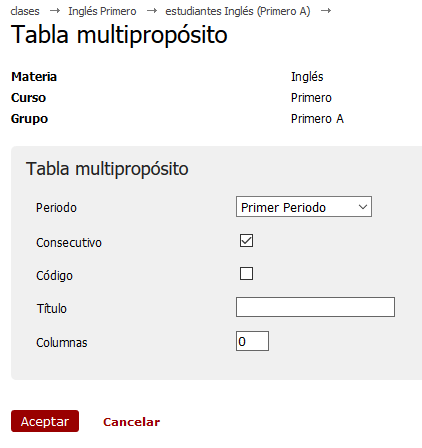 clases → Inglés Primero → estudiantes Inglés (Primero A) →
Tabla multipropósito
Materia Inglés
Curso Primero
Grupo Primero A
Tabla multipropósito
Periodo Primer Periodo
Consecutivo
Código
Título
Columnas 0
Aceptar Cancelar